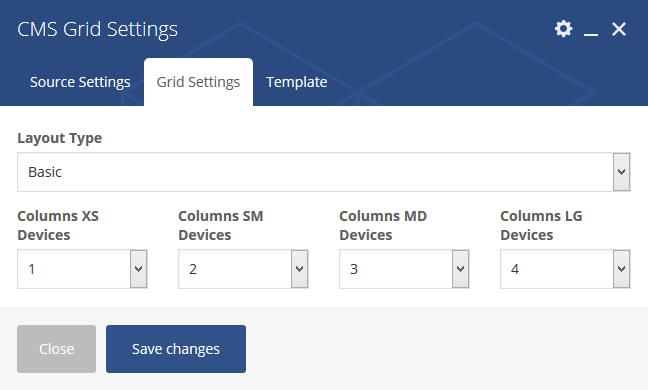 CMS Grid Settings
Source Settings Grid Settings Template
Layout Type
Basic
Columns XS Devices
Columns SM Devices
Columns MD Devices
Columns LG Devices
1 2 3 4
Close Save changes